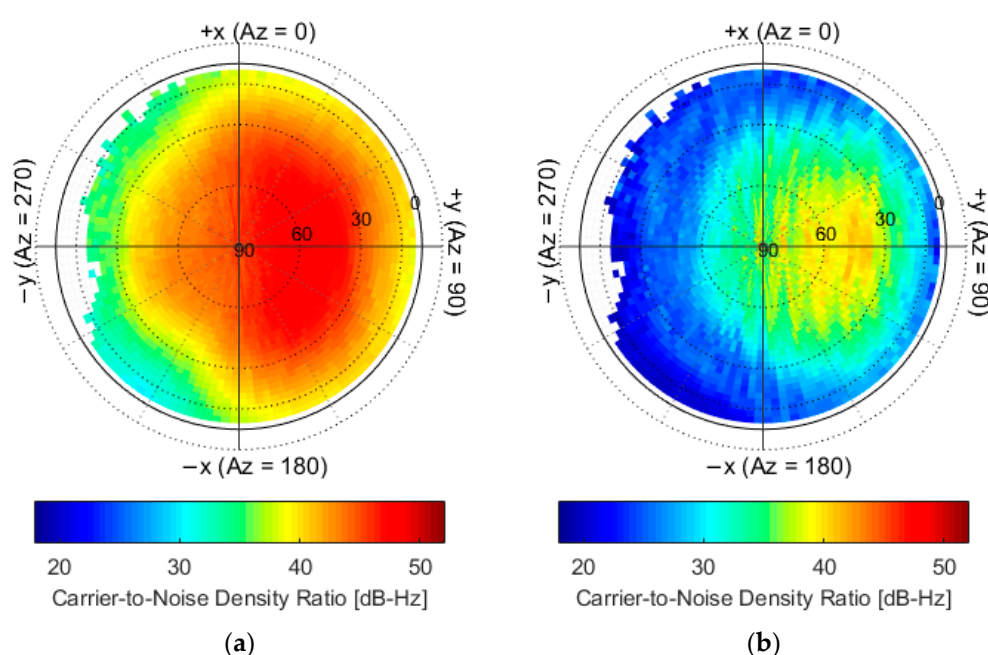 +x (Az = 0)
+x (Az = 0)
−y (Az = 270)
0
30
60
90
+y (Az = 90)
−y (Az = 270)
0
30
60
90
+y (Az = 90)
−x (Az = 180)
−x (Az = 180)
20 30 40 50
20 30 40 50
Carrier-to-Noise Density Ratio [dB-Hz]
Carrier-to-Noise Density Ratio [dB-Hz]
(a)
(b)